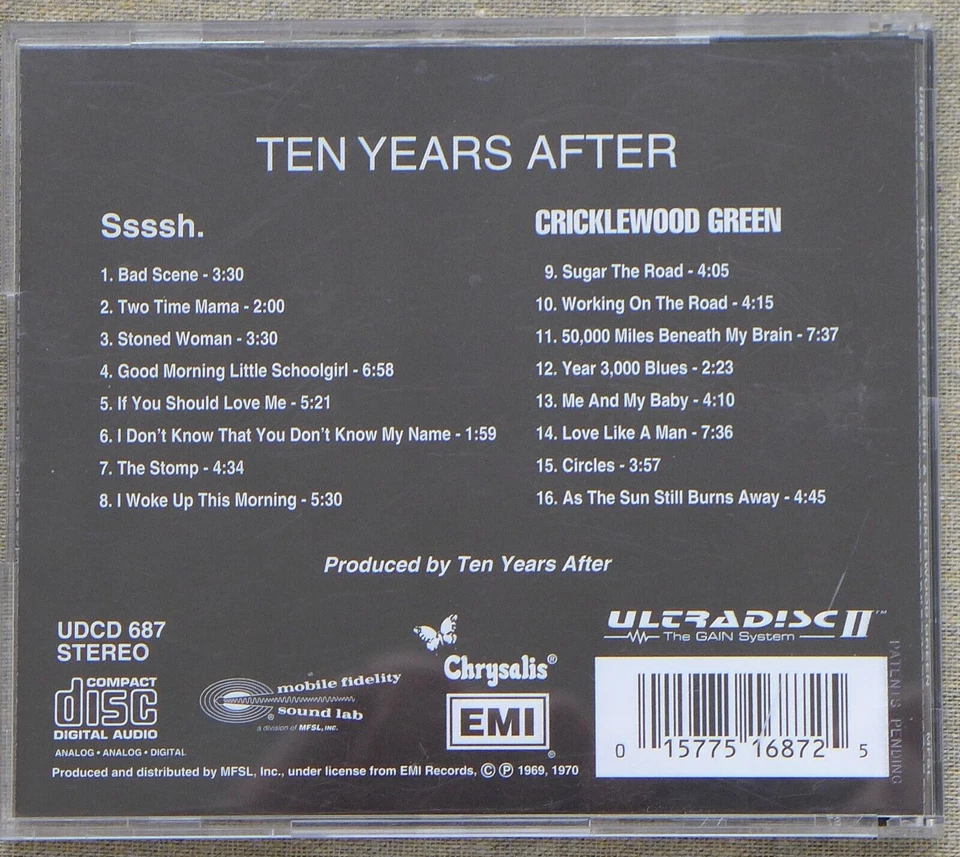 TEN YEARS AFTER
Ssssh.
1. Bad Scene - 3:30
2. Two Time Mama - 2:00
3. Stoned Woman - 3:30
4. Good Morning Little Schoolgirl - 6:58
5. If You Should Love Me - 5:21
6. I Don't Know That You Don't Know My Name - 1:59
7. The Stomp - 4:34
8. I Woke Up This Morning - 5:30
CRICKLEWOOD GREEN
9. Sugar The Road - 4:05
10. Working On The Road - 4:15
11. 50,000 Miles Beneath My Brain - 7:37
12. Year 3,000 Blues - 2:23
13. Me And My Baby - 4:10
14. Love Like A Man - 7:36
15. Circles - 3:57
16. As The Sun Still Burns Away - 4:45
Produced by Ten Years After
UDCD 687
STEREO
COMPACT
disc
DIGITAL AUDIO
ANALOG • ANALOG • DIGITAL
mobile fidelity
sound lab
®
a division of MFSL, INC.
Chrysalis®
EMI
®
ULTRADISC II™
The GAIN System
0 15775 16872 5
PATENTS PENDING
Produced and distributed by MFSL, Inc., under license from EMI Records, © ℗ 1969, 1970